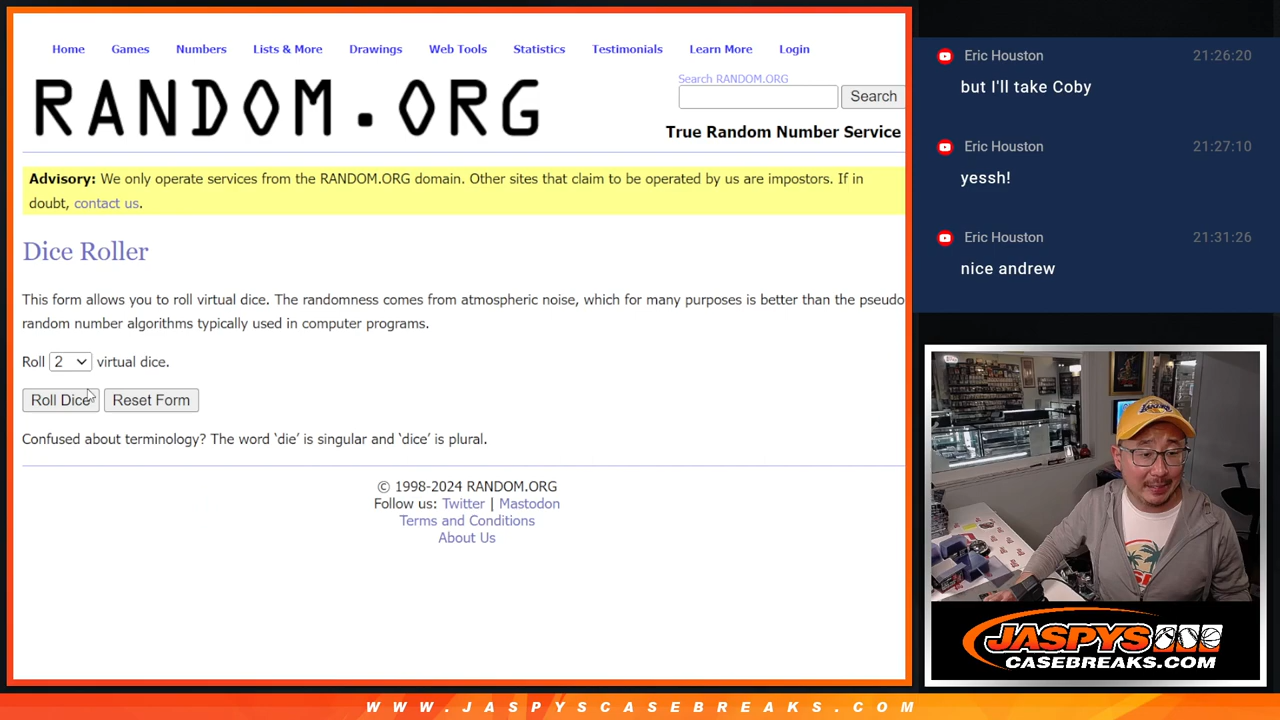 Home Games Numbers Lists & More Drawings Web Tools Statistics Testimonials Learn More Login
RANDOM.ORG
Search RANDOM.ORG
Search
True Random Number Service
Advisory: We only operate services from the RANDOM.ORG domain. Other sites that claim to be operated by us are impostors. If in
doubt, contact us.
Dice Roller
This form allows you to roll virtual dice. The randomness comes from atmospheric noise, which for many purposes is better than the pseudo
random number algorithms typically used in computer programs.
Roll 2 virtual dice.
Roll Dice Reset Form
Confused about terminology? The word ‘die’ is singular and ‘dice’ is plural.
© 1998-2024 RANDOM.ORG
Follow us: Twitter | Mastodon
Terms and Conditions
About Us
Eric Houston 21:26:20
but I'll take Coby
Eric Houston 21:27:10
yessh!
Eric Houston 21:31:26
nice andrew
JASPYS
CASEBREAKS.COM
WWW.JASPYSCASEBREAKS.COM